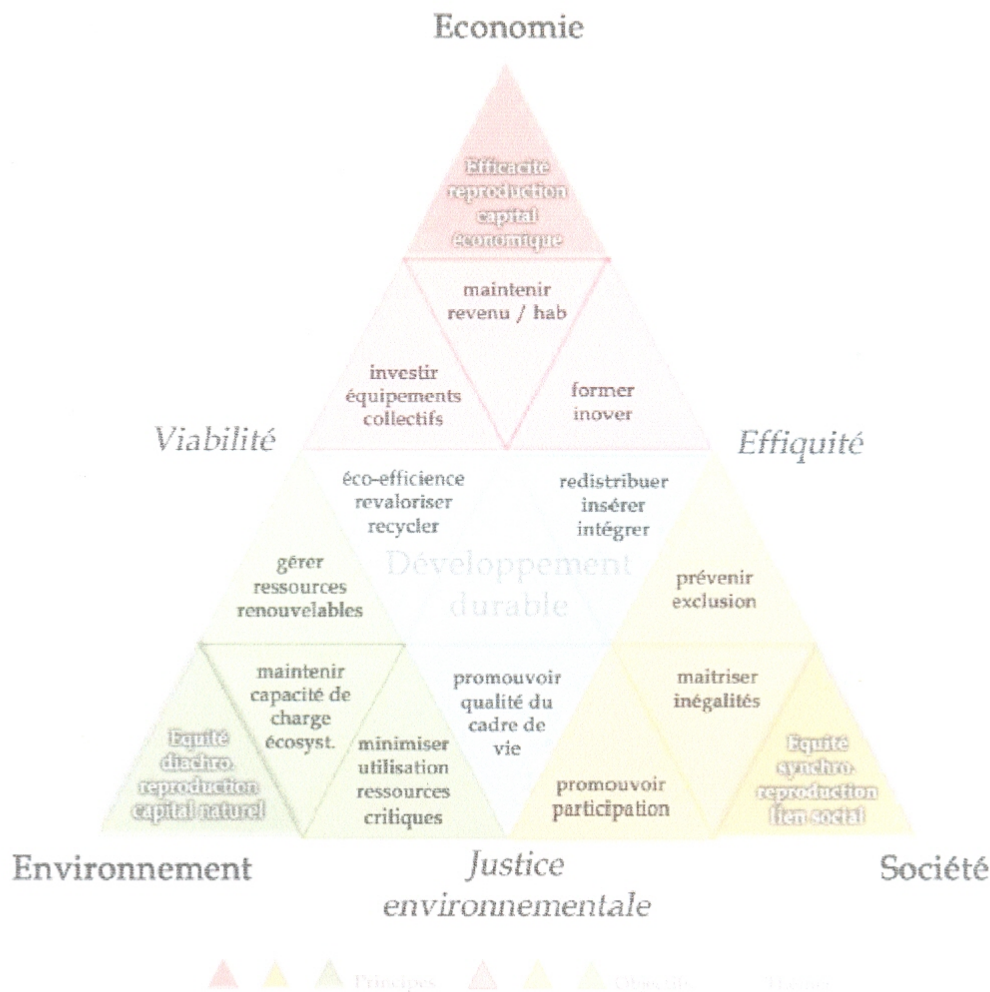 Economie
Efficacité
reproduction
capital
économique
maintenir
revenu / hab
investir
équipements
collectifs
former
inover
Viabilité
Effiquité
éco-efficience
revaloriser
recycler
redistribuer
insérer
intégrer
Développement
durable
gérer
ressources
renouvelables
prévenir
exclusion
maintenir
capacité de
charge
écosyst.
promouvoir
qualité du
cadre de
vie
maitriser
inégalités
Equité
diachro.
reproduction
capital naturel
minimiser
utilisation
ressources
critiques
promouvoir
participation
Equité
synchro.
reproduction
lien social
Environnement
Justice
environnementale
Société
Principes
Objectifs